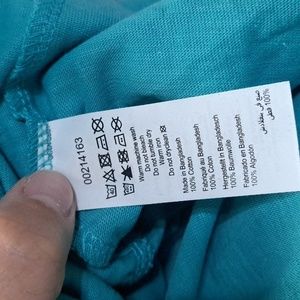 00214163
Warm machine wash
Do not bleach
Do not tumble dry
Warm iron
Do not dryclean
Made in Bangladesh
100% Cotton
Fabriqué au Bangladesh
100% Coton
Hergestellt in Bangladesch
100% Baumwolle
Fabricado en Bangladesh
100% Algodon
صنع في بنغلاديش
100% قطن